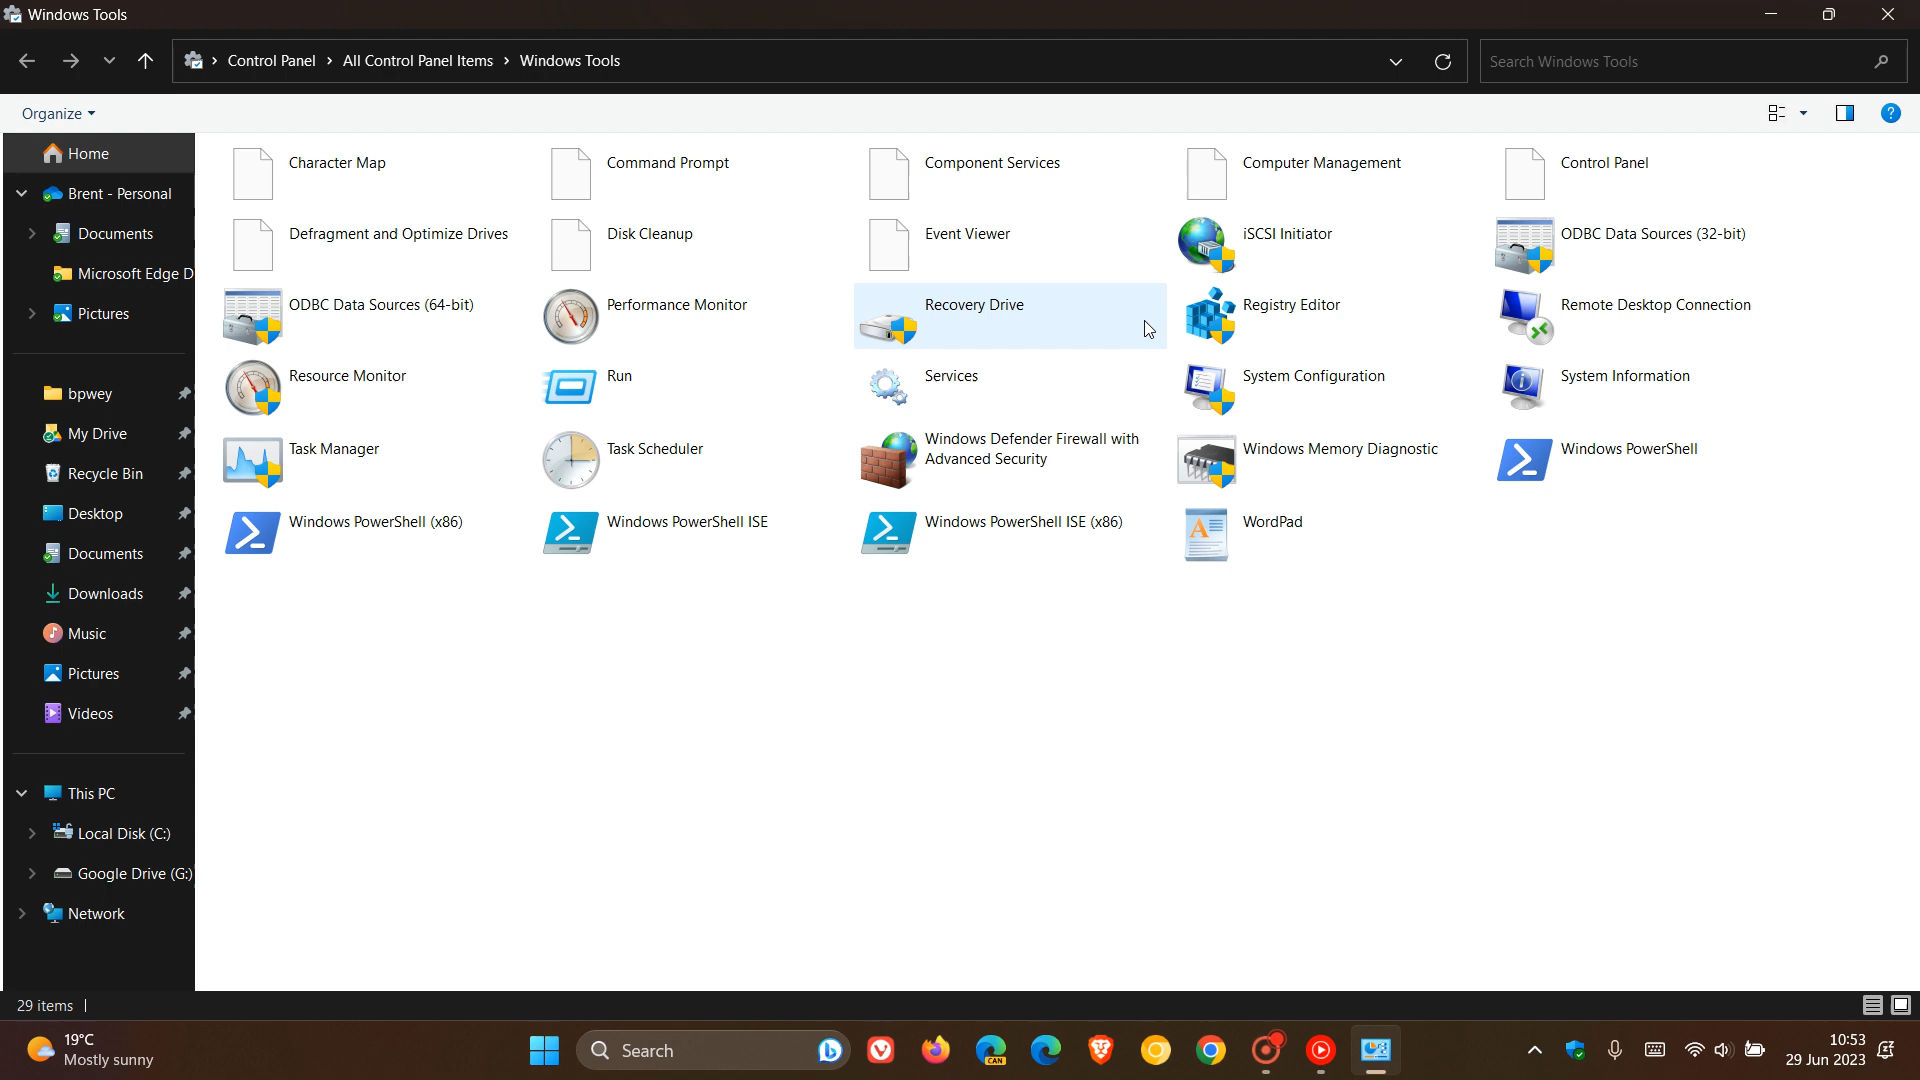 Windows Tools
Control Panel > All Control Panel Items > Windows Tools
Search Windows Tools
Organize
Home
Brent - Personal
Documents
Microsoft Edge D
Pictures
bpwey
My Drive
Recycle Bin
Desktop
Documents
Downloads
Music
Pictures
Videos
This PC
Local Disk (C:)
Google Drive (G:)
Network
Character Map
Command Prompt
Component Services
Computer Management
Control Panel
Defragment and Optimize Drives
Disk Cleanup
Event Viewer
iSCSI Initiator
ODBC Data Sources (32-bit)
ODBC Data Sources (64-bit)
Performance Monitor
Recovery Drive
Registry Editor
Remote Desktop Connection
Resource Monitor
Run
Services
System Configuration
System Information
Task Manager
Task Scheduler
Windows Defender Firewall with
Advanced Security
Windows Memory Diagnostic
Windows PowerShell
Windows PowerShell (x86)
Windows PowerShell ISE
Windows PowerShell ISE (x86)
WordPad
29 items
19°C
Mostly sunny
Search
CAN
10:53
29 Jun 2023